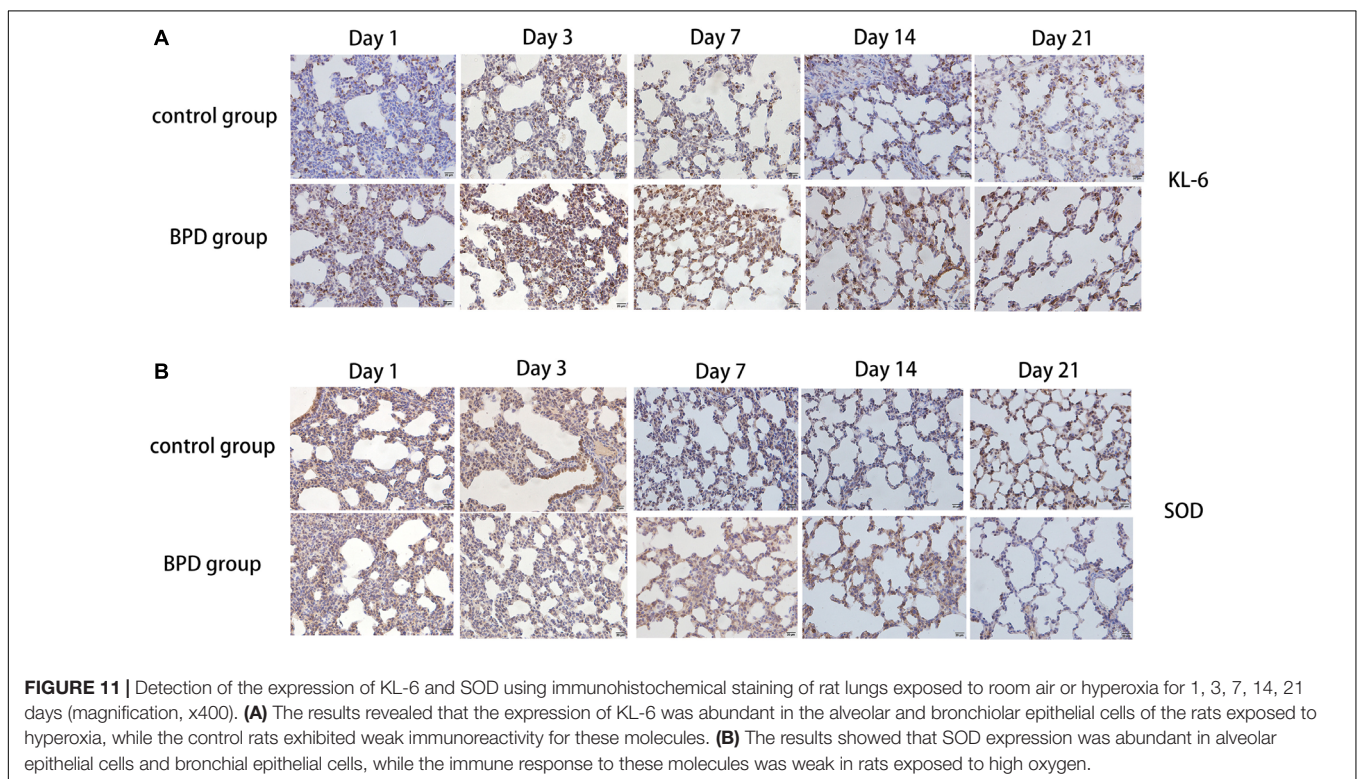 A
Day 1 Day 3 Day 7 Day 14 Day 21
control group
KL-6
BPD group
B
Day 1 Day 3 Day 7 Day 14 Day 21
control group
SOD
BPD group
FIGURE 11 | Detection of the expression of KL-6 and SOD using immunohistochemical staining of rat lungs exposed to room air or hyperoxia for 1, 3, 7, 14, 21
days (magnification, x400). (A) The results revealed that the expression of KL-6 was abundant in the alveolar and bronchiolar epithelial cells of the rats exposed to
hyperoxia, while the control rats exhibited weak immunoreactivity for these molecules. (B) The results showed that SOD expression was abundant in alveolar
epithelial cells and bronchial epithelial cells, while the immune response to these molecules was weak in rats exposed to high oxygen.